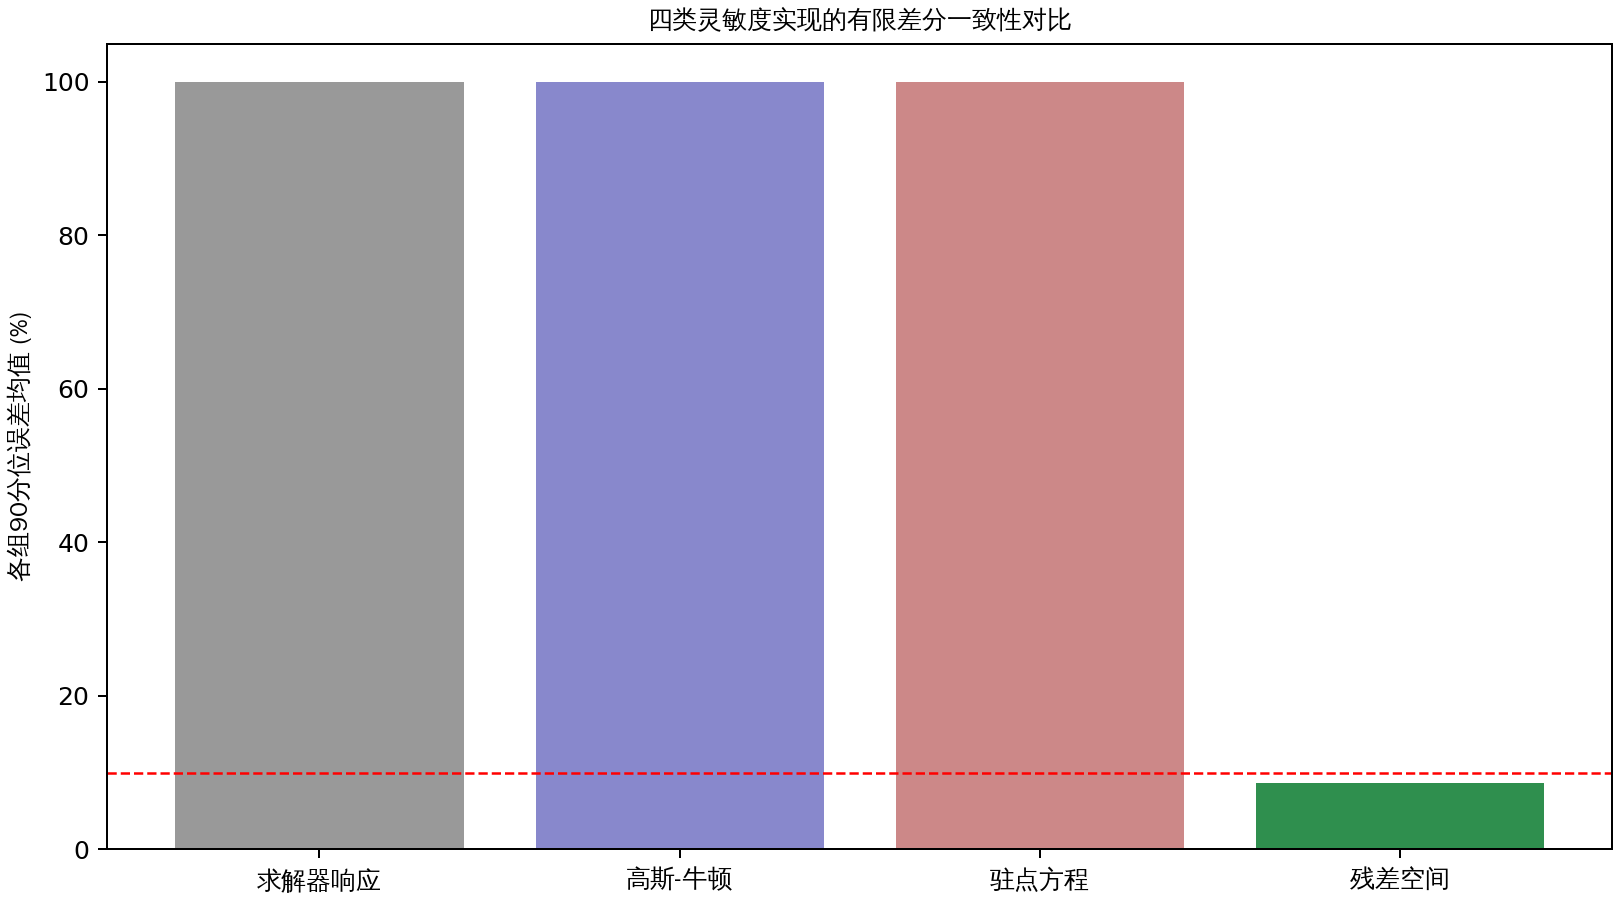 四类灵敏度实现的有限差分一致性对比
各组90分位误差均值 (%)
100
80
60
40
20
0
求解器响应
高斯-牛顿
驻点方程
残差空间